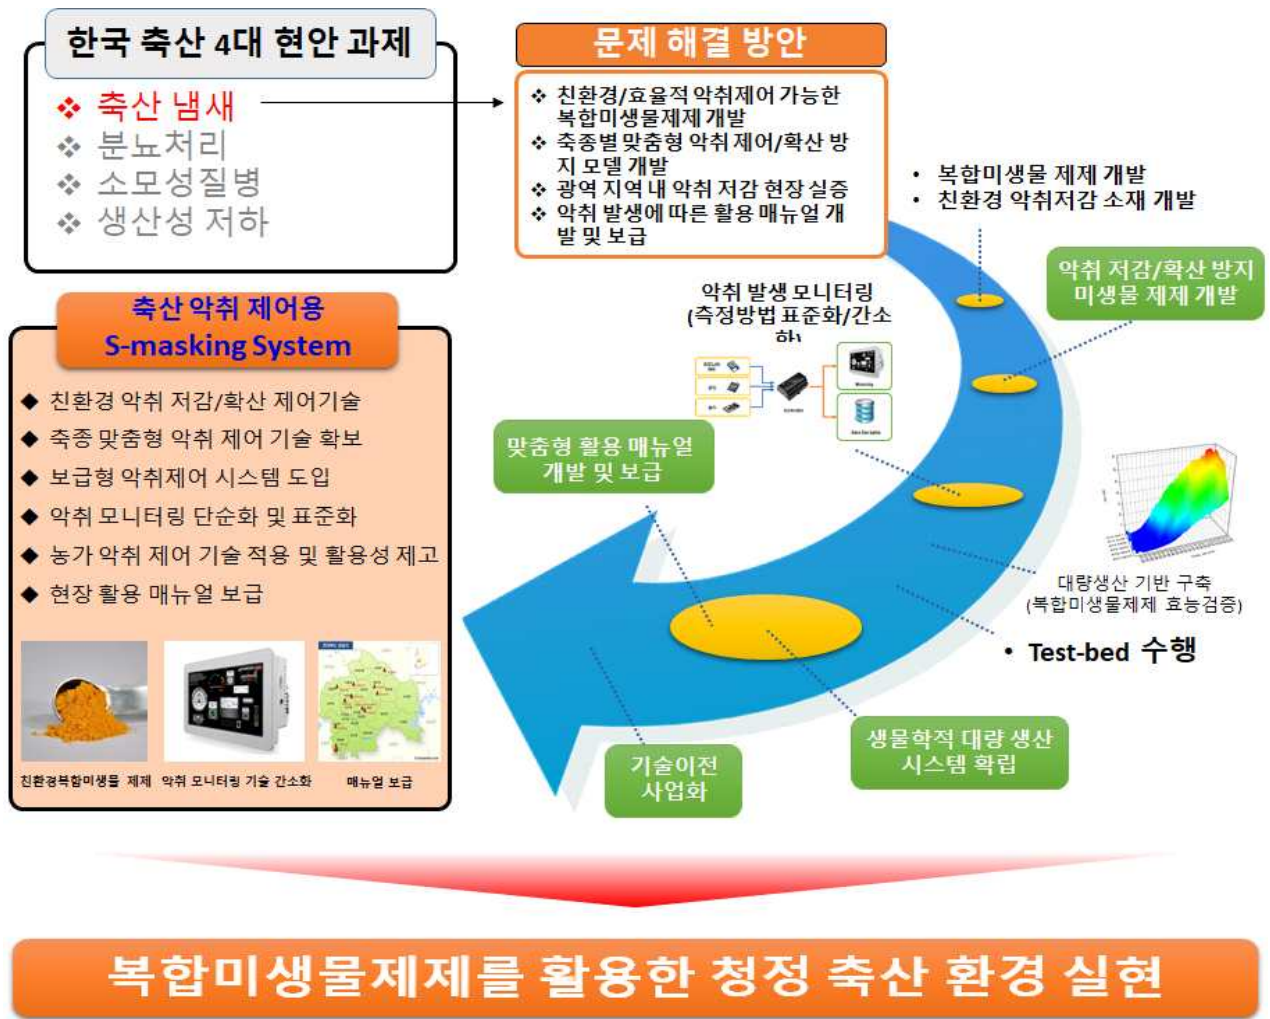 한국 축산 4대 현안 과제
❖ 축산 냄새
❖ 분뇨처리
❖ 소모성질병
❖ 생산성 저하
문제 해결 방안
❖ 친환경/효율적 악취제어 가능한
복합미생물제제 개발
❖ 축종별 맞춤형 악취 제어/확산 방
지 모델 개발
❖ 광역 지역 내 악취 저감 현장 실증
❖ 악취 발생에 따른 활용 매뉴얼 개
발 및 보급
• 복합미생물 제제 개발
• 친환경 악취저감 소재 개발
악취 저감/확산 방지
미생물 제제 개발
악취 발생 모니터링
(측정방법 표준화/간소
화)
맞춤형 활용 매뉴얼
개발 및 보급
대량생산 기반 구축
(복합미생물제제 효능검증)
• Test-bed 수행
생물학적 대량 생산
시스템 확립
기술이전
사업화
축산 악취 제어용
S-masking System
◆ 친환경 악취 저감/확산 제어기술
◆ 축종 맞춤형 악취 제어 기술 확보
◆ 보급형 악취제어 시스템 도입
◆ 악취 모니터링 단순화 및 표준화
◆ 농가 악취 제어 기술 적용 및 활용성 제고
◆ 현장 활용 매뉴얼 보급
친환경복합미생물 제제
악취 모니터링 기술 간소화
매뉴얼 보급
복합미생물제제를 활용한 청정 축산 환경 실현